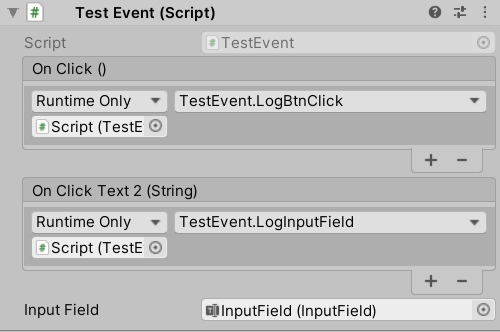 Test Event (Script)
Script
TestEvent
On Click ()
Runtime Only
TestEvent.LogBtnClick
Script (TestE
On Click Text 2 (String)
Runtime Only
TestEvent.LogInputField
Script (TestE
Input Field
InputField (InputField)